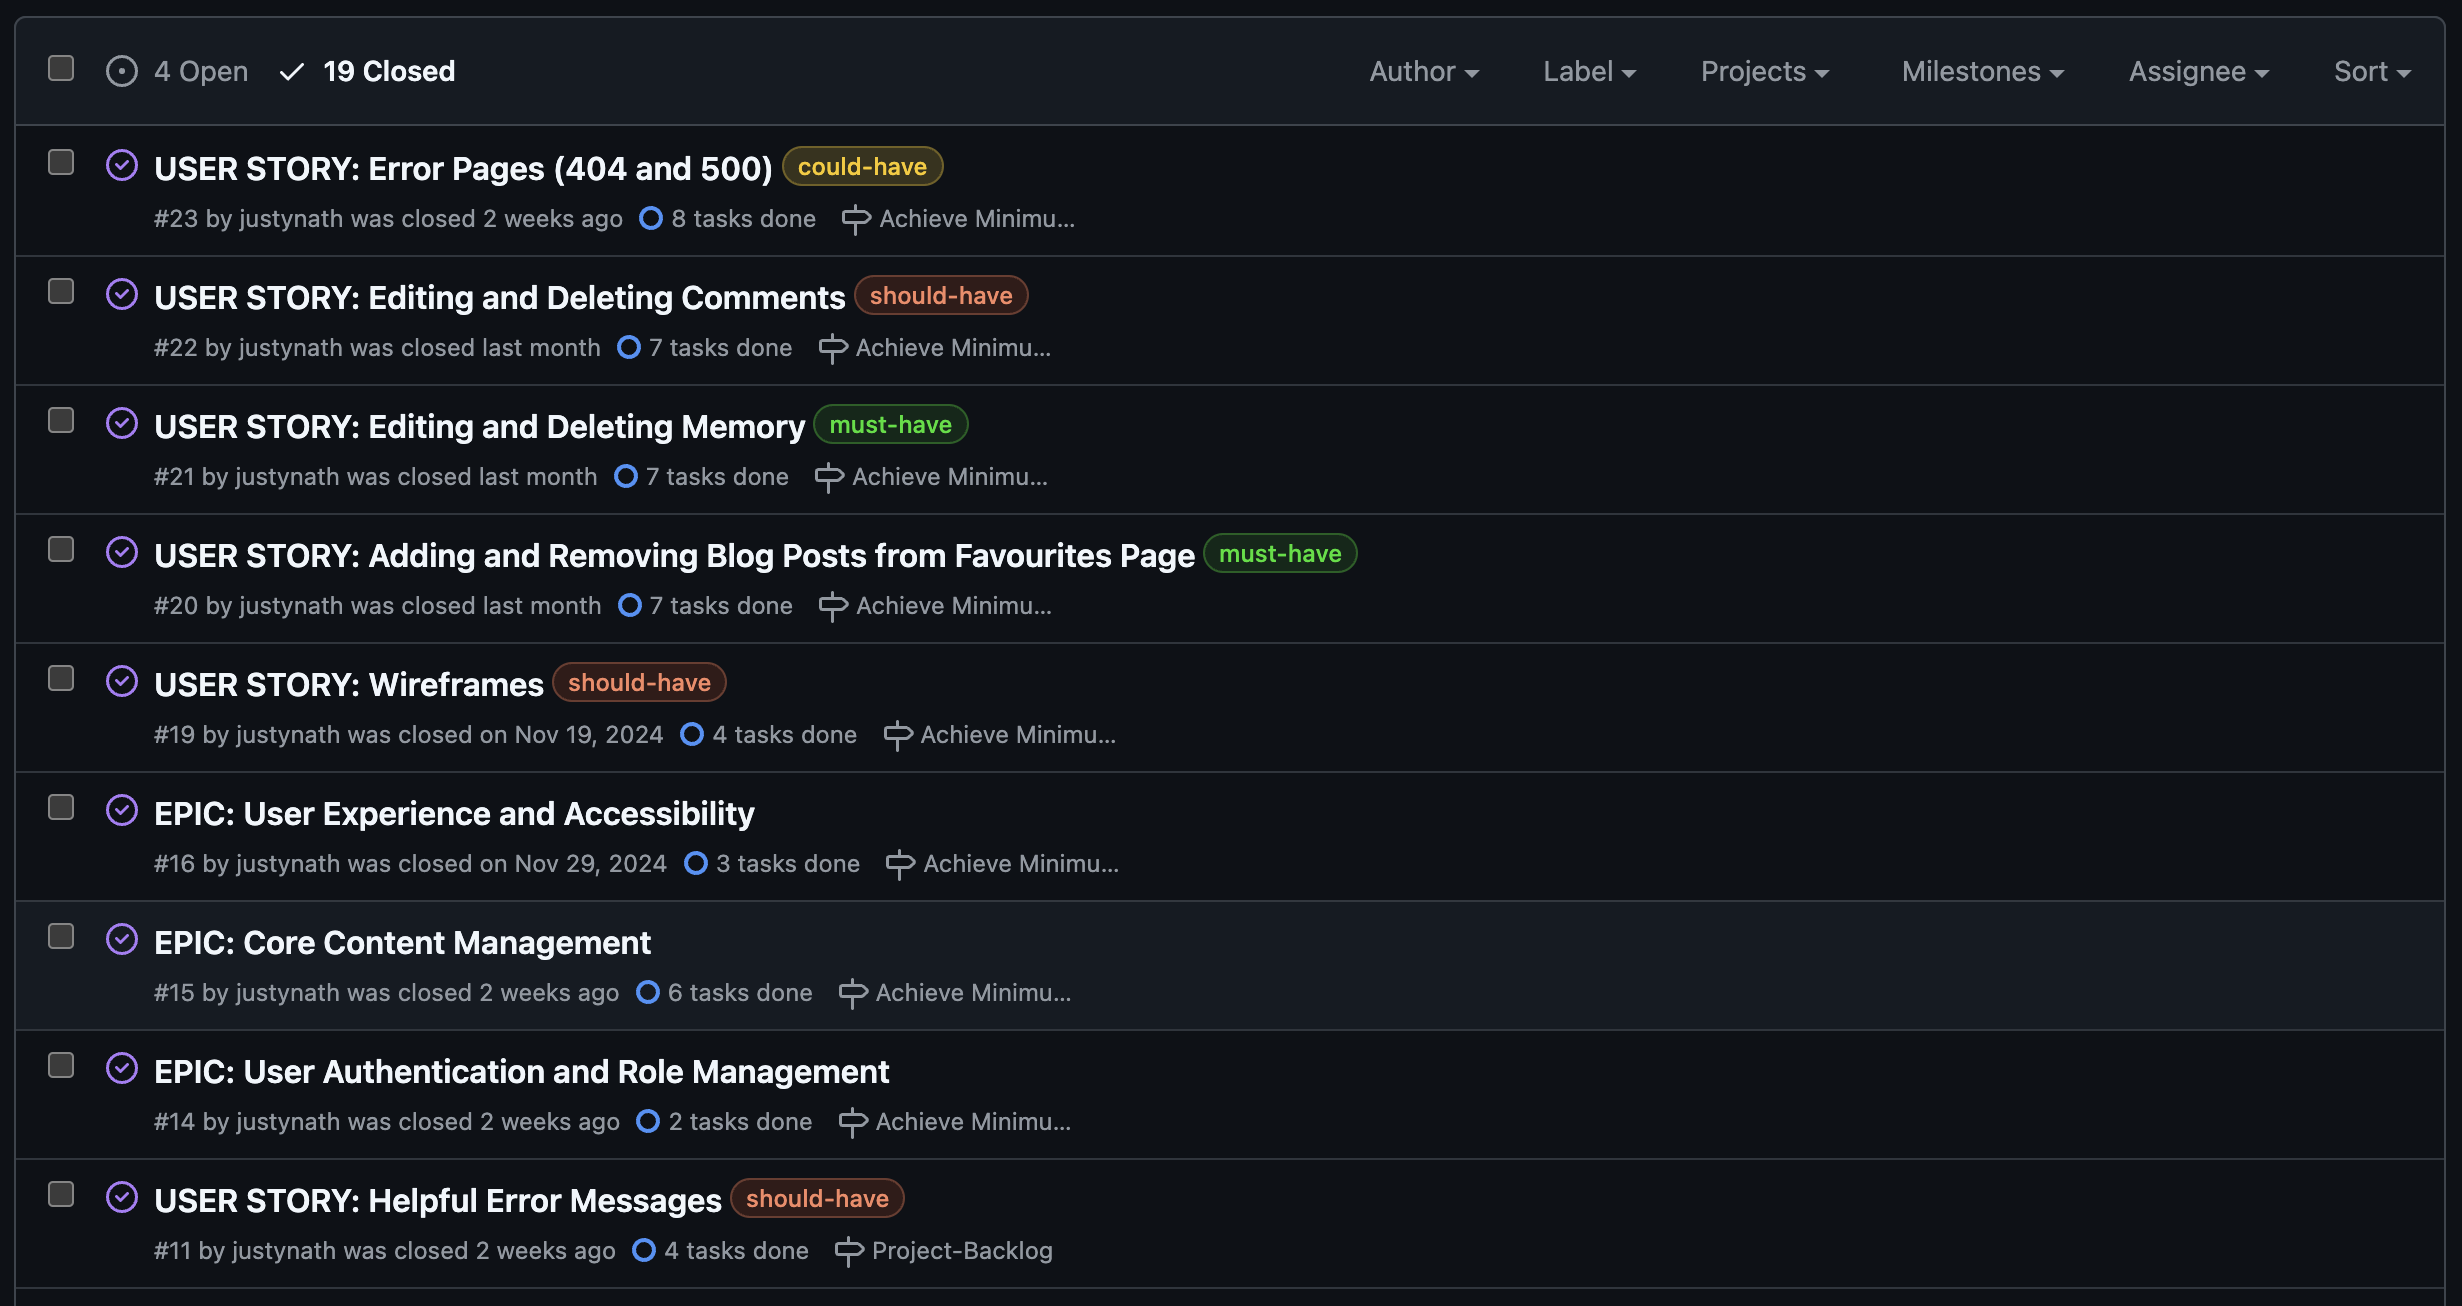 4 Open 19 Closed Author Label Projects Milestones Assignee Sort
USER STORY: Error Pages (404 and 500) could-have
#23 by justynath was closed 2 weeks ago 8 tasks done Achieve Minimu...
USER STORY: Editing and Deleting Comments should-have
#22 by justynath was closed last month 7 tasks done Achieve Minimu...
USER STORY: Editing and Deleting Memory must-have
#21 by justynath was closed last month 7 tasks done Achieve Minimu...
USER STORY: Adding and Removing Blog Posts from Favourites Page must-have
#20 by justynath was closed last month 7 tasks done Achieve Minimu...
USER STORY: Wireframes should-have
#19 by justynath was closed on Nov 19, 2024 4 tasks done Achieve Minimu...
EPIC: User Experience and Accessibility
#16 by justynath was closed on Nov 29, 2024 3 tasks done Achieve Minimu...
EPIC: Core Content Management
#15 by justynath was closed 2 weeks ago 6 tasks done Achieve Minimu...
EPIC: User Authentication and Role Management
#14 by justynath was closed 2 weeks ago 2 tasks done Achieve Minimu...
USER STORY: Helpful Error Messages should-have
#11 by justynath was closed 2 weeks ago 4 tasks done Project-Backlog